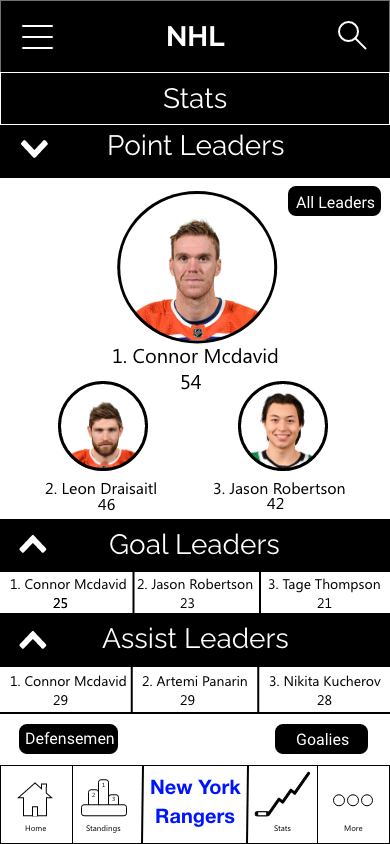 NHL
Stats
Point Leaders
All Leaders
1. Connor Mcdavid
54
2. Leon Draisaitl
46
3. Jason Robertson
42
Goal Leaders
1. Connor Mcdavid
25
2. Jason Robertson
23
3. Tage Thompson
21
Assist Leaders
1. Connor Mcdavid
29
2. Artemi Panarin
29
3. Nikita Kucherov
28
Defensemen
Goalies
Home
1
2
3
Standings
New York
Rangers
Stats
More